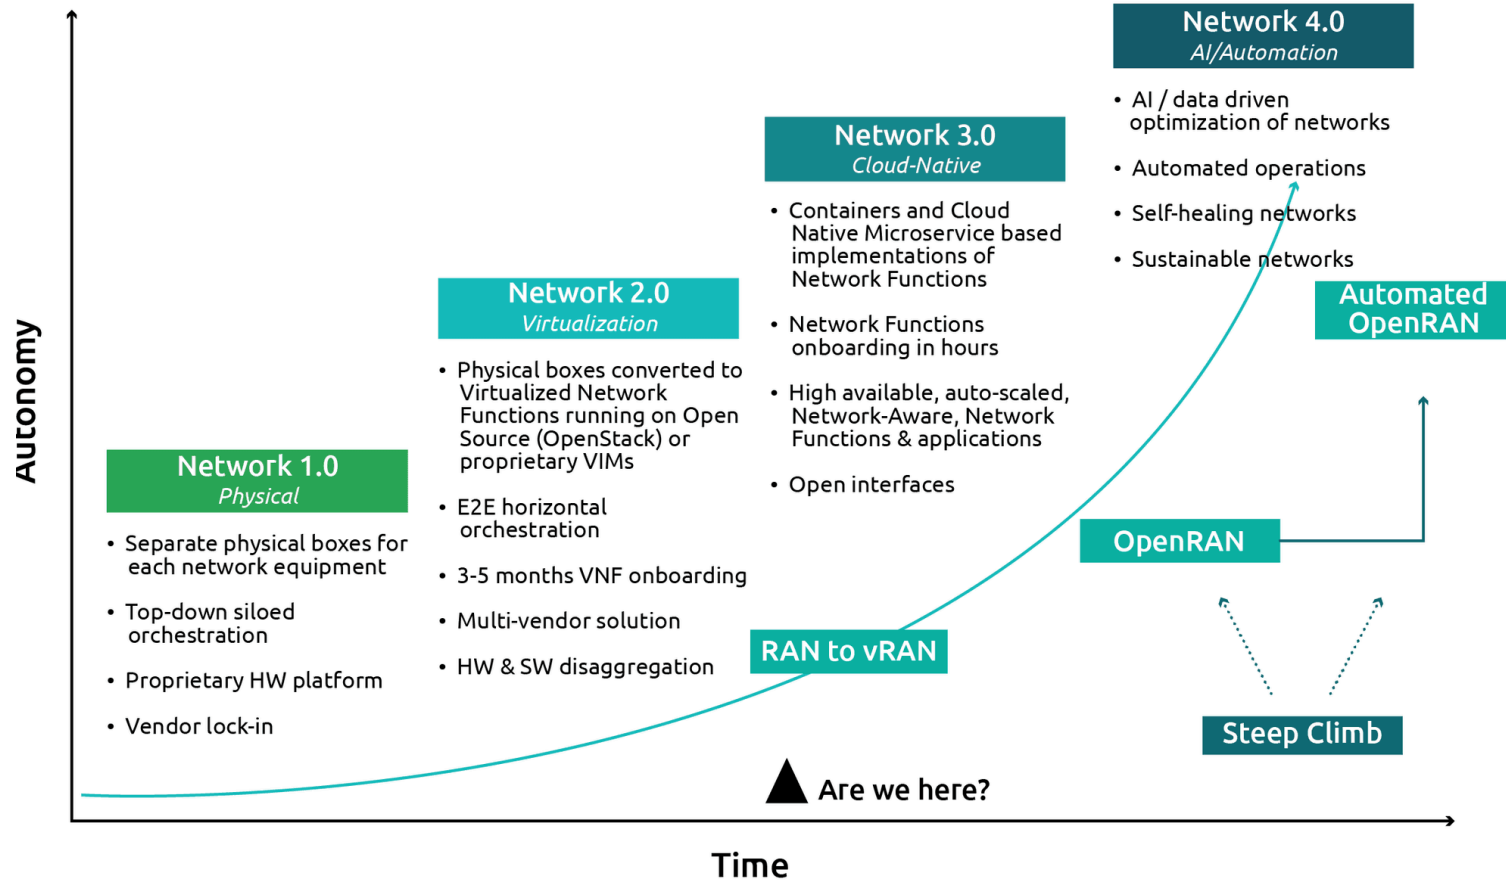 Network 4.0
AI/Automation
• AI / data driven
optimization of networks
• Automated operations
• Self-healing networks
• Sustainable networks
Network 3.0
Cloud-Native
• Containers and Cloud
Native Microservice based
implementations of
Network Functions
• Network Functions
onboarding in hours
• High available, auto-scaled,
Network-Aware, Network
Functions & applications
• Open interfaces
Network 2.0
Virtualization
• Physical boxes converted to
Virtualized Network
Functions running on Open
Source (OpenStack) or
proprietary VIMs
• E2E horizontal
orchestration
• 3-5 months VNF onboarding
• Multi-vendor solution
• HW & SW disaggregation
Network 1.0
Physical
• Separate physical boxes for
each network equipment
• Top-down siloed
orchestration
• Proprietary HW platform
• Vendor lock-in
Automated
OpenRAN
OpenRAN
RAN to vRAN
Steep Climb
Are we here?
Autonomy
Time